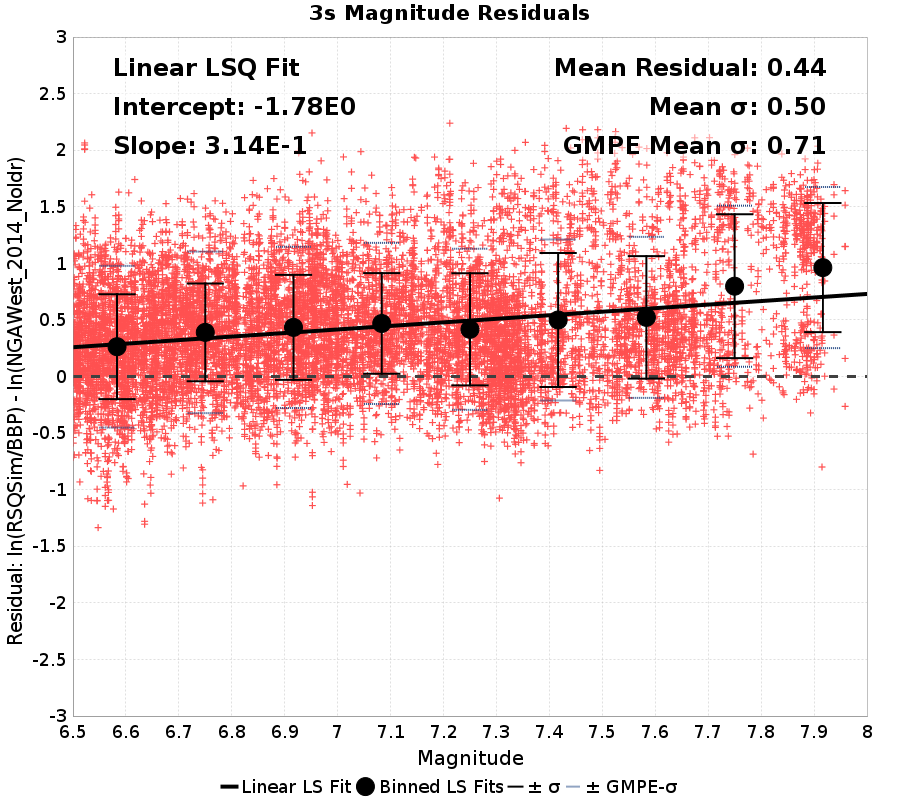 3s Magnitude Residuals
Linear LSQ Fit
Intercept: -1.78E0
Slope: 3.14E-1
Mean Residual: 0.44
Mean σ: 0.50
GMPE Mean σ: 0.71
Residual: ln(RSQSim/BBP) - ln(NGAWest_2014_NoIdr)
3
2.5
2
1.5
1
0.5
0
-0.5
-1
-1.5
-2
-2.5
-3
6.5 6.6 6.7 6.8 6.9 7 7.1 7.2 7.3 7.4 7.5 7.6 7.7 7.8 7.9 8
Magnitude
Linear LS Fit Binned LS Fits ± σ ± GMPE-σ